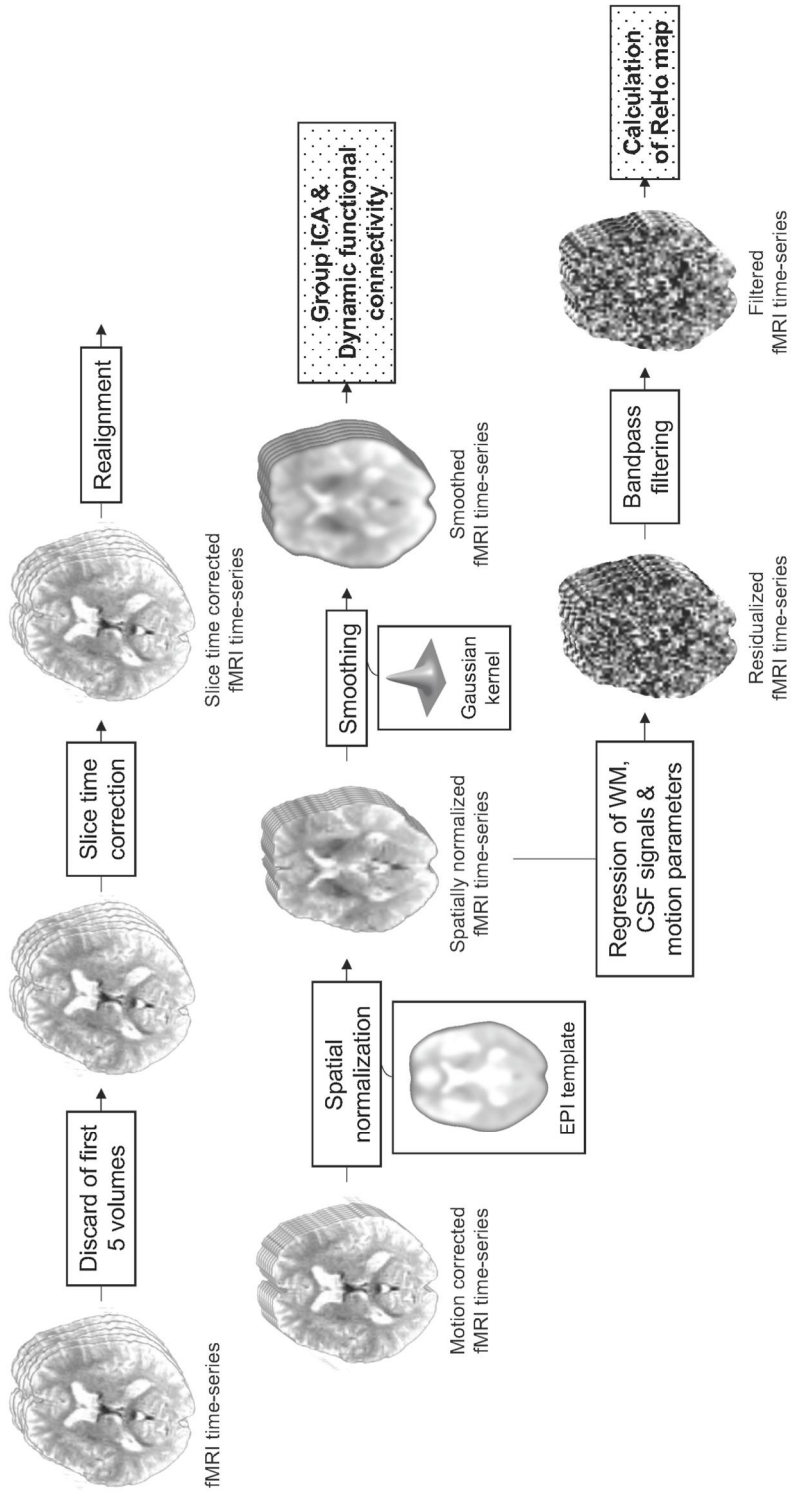 fMRI time-series
Discard of first
5 volumes
Slice time
correction
Slice time corrected
fMRI time-series
Realignment
Motion corrected
fMRI time-series
Spatial
normalization
EPI template
Spatially normalized
fMRI time-series
Smoothing
Gaussian
kernel
Smoothed
fMRI time-series
Group ICA &
Dynamic functional
connectivity
Regression of WM,
CSF signals &
motion parameters
Residualized
fMRI time-series
Bandpass
filtering
Filtered
fMRI time-series
Calculation
of ReHo map